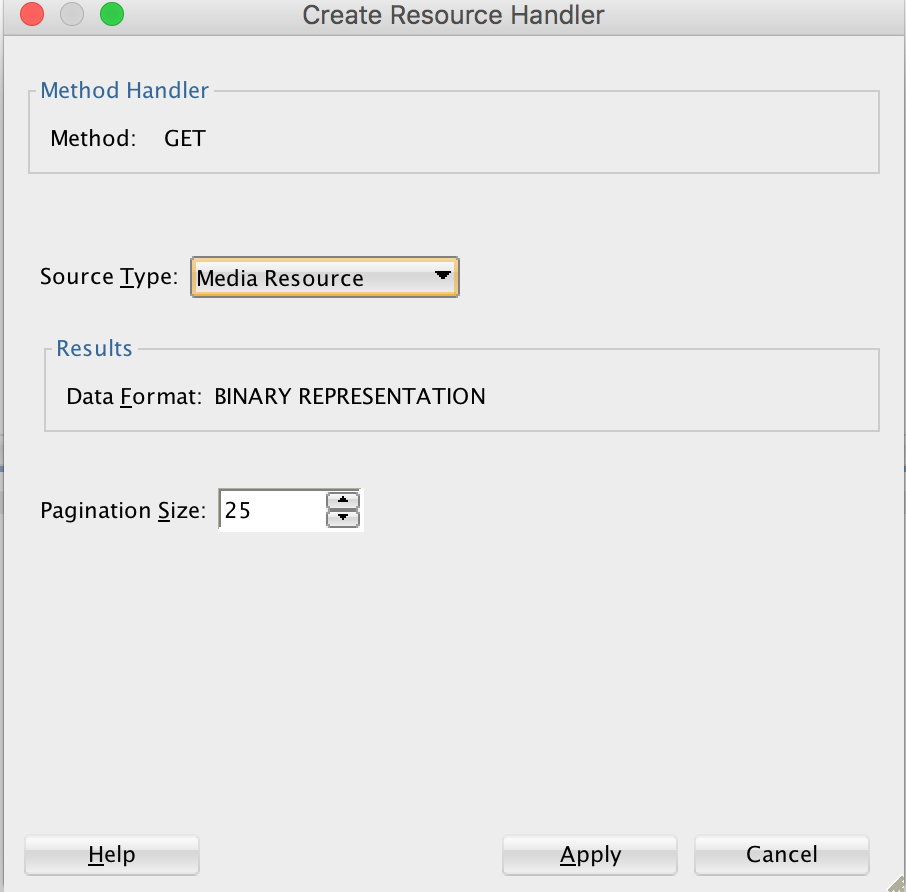 Create Resource Handler
Method Handler
Method: GET
Source Type: Media Resource
Results
Data Format: BINARY REPRESENTATION
Pagination Size: 25
Help Apply Cancel